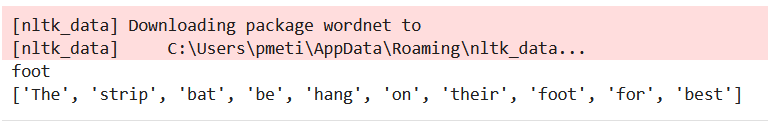 [nltk_data] Downloading package wordnet to
[nltk_data]     C:\Users\pmeti\AppData\Roaming\nltk_data...
foot
['The', 'strip', 'bat', 'be', 'hang', 'on', 'their', 'foot', 'for', 'best']